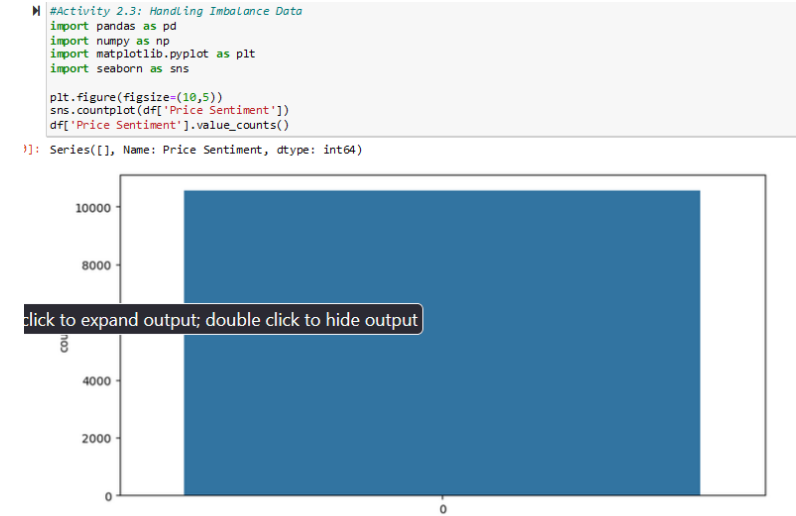 #Activity 2.3: Handling Imbalance Data
import pandas as pd
import numpy as np
import matplotlib.pyplot as plt
import seaborn as sns
plt.figure(figsize=(10,5))
sns.countplot(df['Price Sentiment'])
df['Price Sentiment'].value_counts()
]: Series([], Name: Price Sentiment, dtype: int64)
10000
8000
click to expand output; double click to hide output
4000
2000
0
0